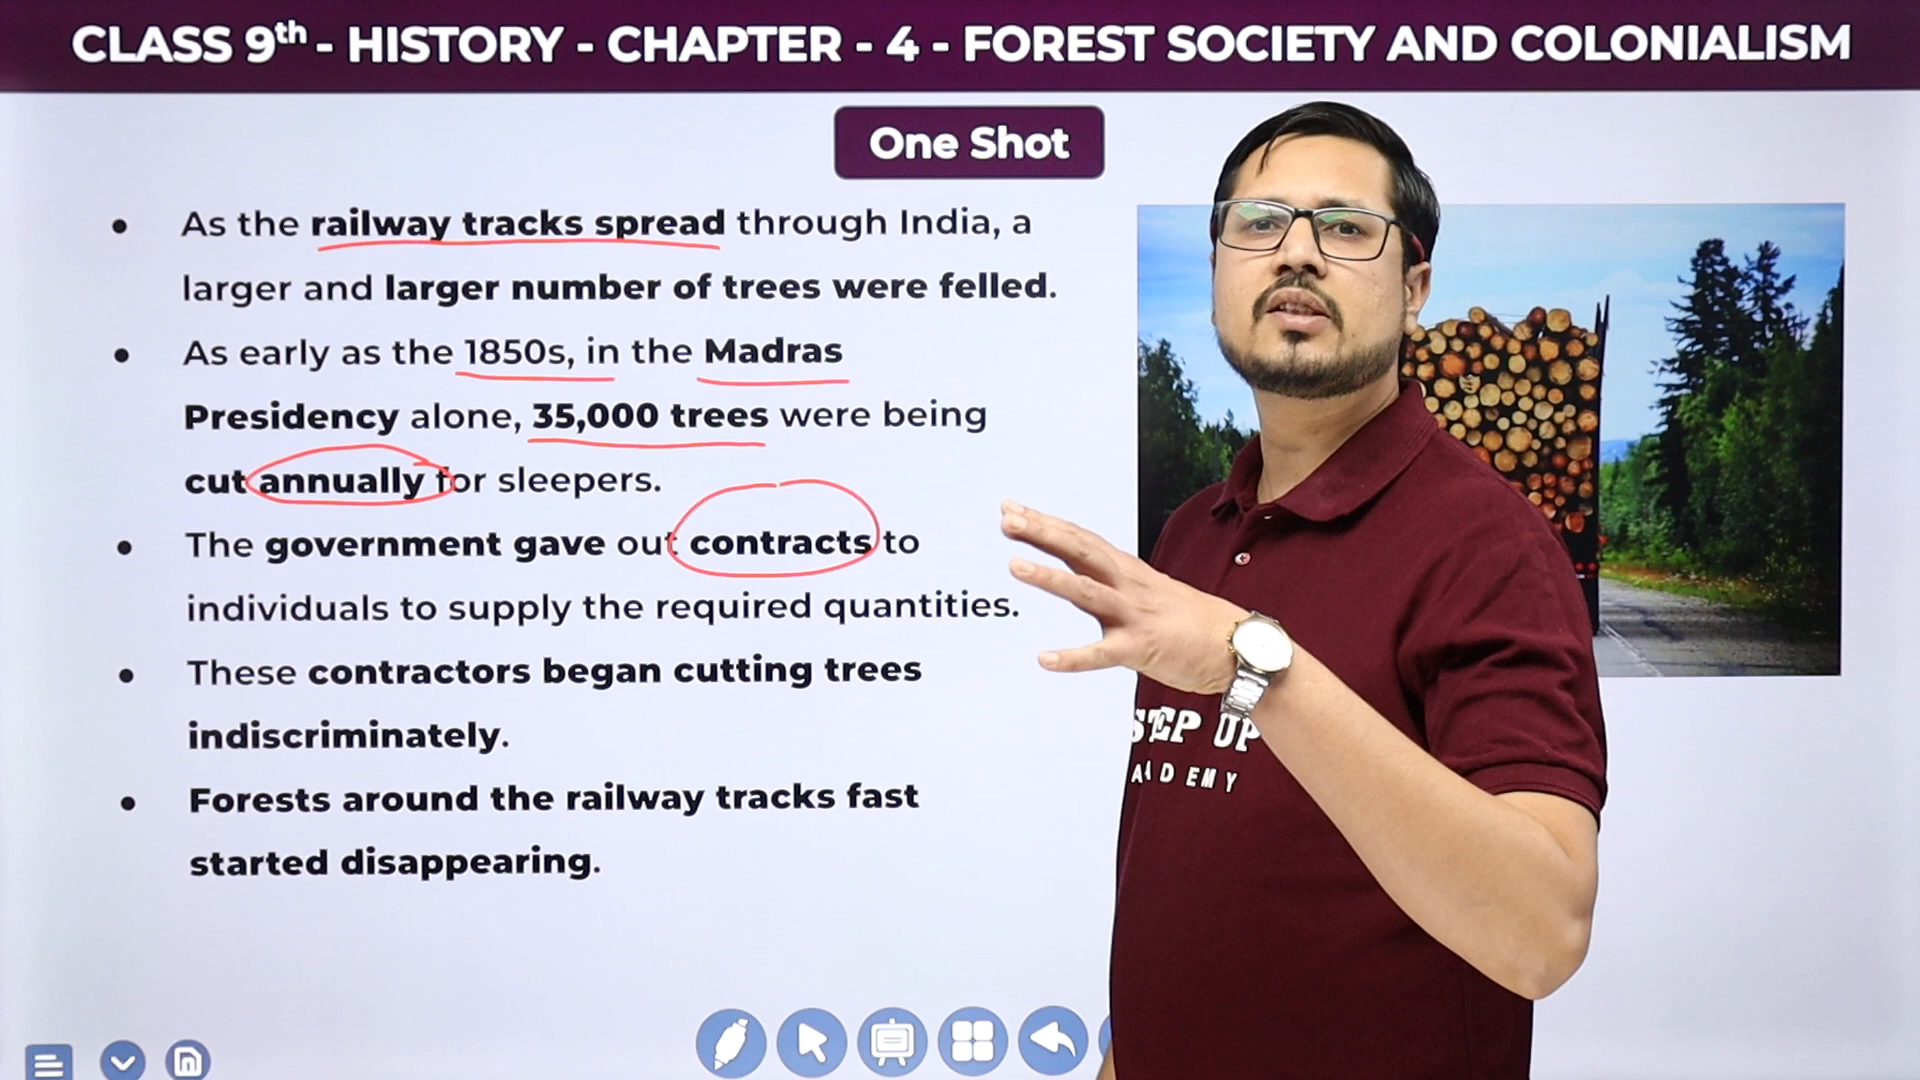 CLASS 9th - HISTORY - CHAPTER - 4 - FOREST SOCIETY AND COLONIALISM
One Shot
• As the railway tracks spread through India, a
larger and larger number of trees were felled.
• As early as the 1850s, in the Madras
Presidency alone, 35,000 trees were being
cut annually for sleepers.
• The government gave out contracts to
individuals to supply the required quantities.
• These contractors began cutting trees
indiscriminately.
• Forests around the railway tracks fast
started disappearing.
STEP UP